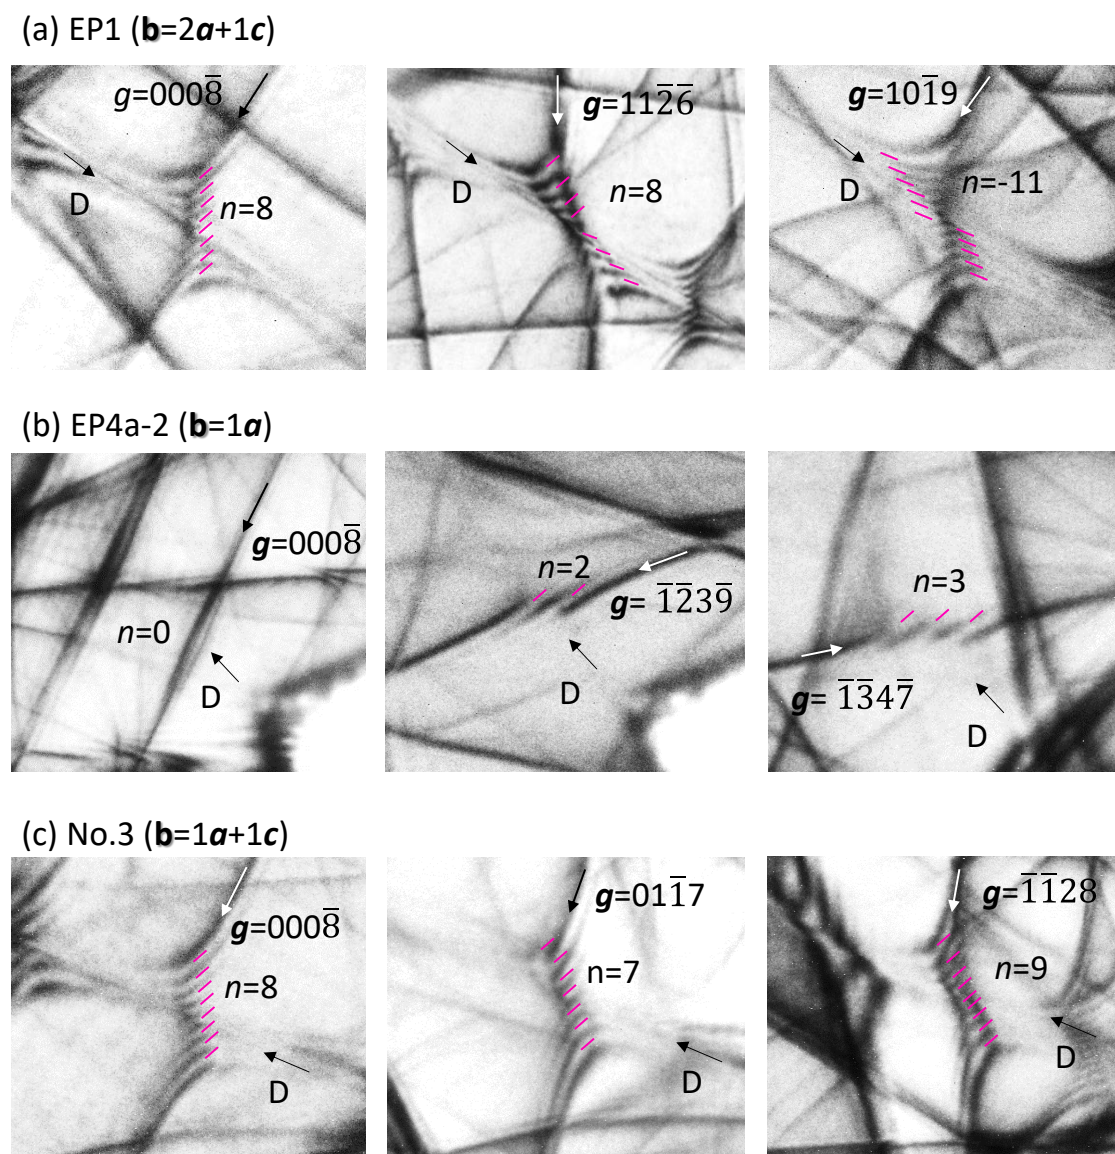 (a) EP1 (b=2a+1c)
g=0008̅
D
n=8
g=112̅6̅
D
n=8
g=101̅9
D
n=-11
(b) EP4a-2 (b=1a)
g=0008̅
n=0
D
n=2
g= 1̅2̅39̅
D
n=3
g= 1̅3̅47̅
D
(c) No.3 (b=1a+1c)
g=0008̅
n=8
D
g=011̅7
n=7
D
g=1̅1̅28
n=9
D